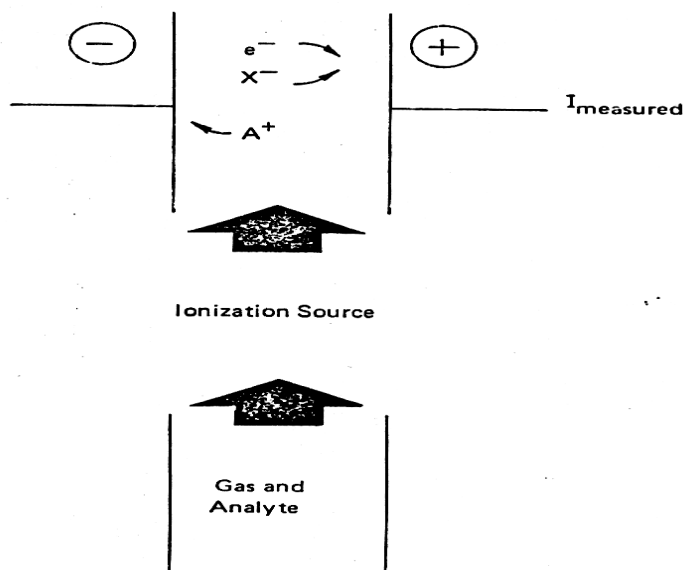 −
e−
X−
A+
+
Imeasured
Ionization Source
Gas and
Analyte